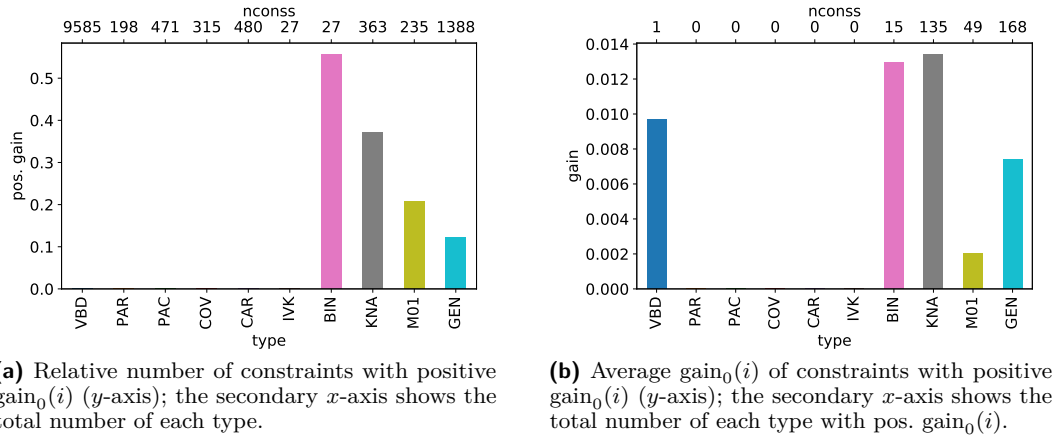 nconss
9585 198 471 315 480 27 27 363 235 1388
0.5
0.4
0.3
0.2
0.1
0.0
pos. gain
VBD PAR PAC COV CAR IVK BIN KNA M01 GEN
type
(a) Relative number of constraints with positive
gain₀(i) (y-axis); the secondary x-axis shows the
total number of each type.
nconss
1 0 0 0 0 0 15 135 49 168
0.014
0.012
0.010
0.008
0.006
0.004
0.002
0.000
gain
VBD PAR PAC COV CAR IVK BIN KNA M01 GEN
type
(b) Average gain₀(i) of constraints with positive
gain₀(i) (y-axis); the secondary x-axis shows the
total number of each type with pos. gain₀(i).